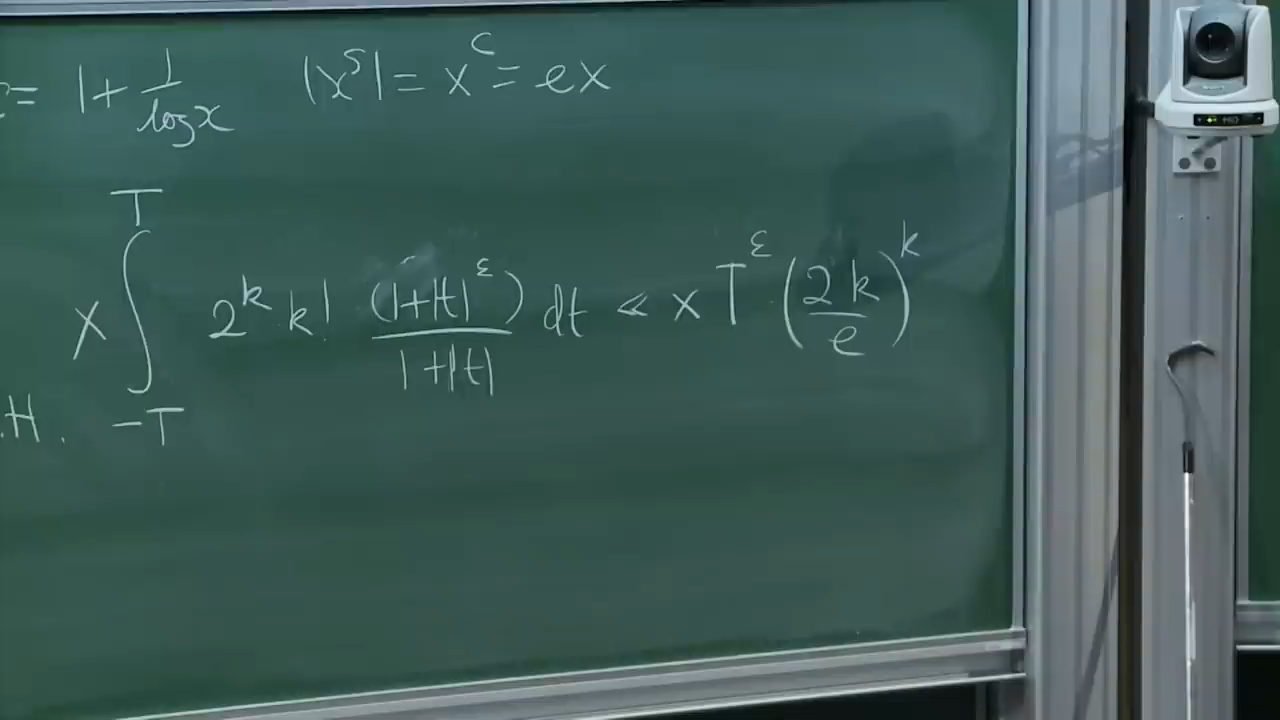 c = 1 + 1/log x   |x^s| = x^c = ex
x ∫_{-T}^{T} 2^k k! (1+|t|^ε)/(1+|t|) dt ≪ x T^ε (2k/e)^k
.H.